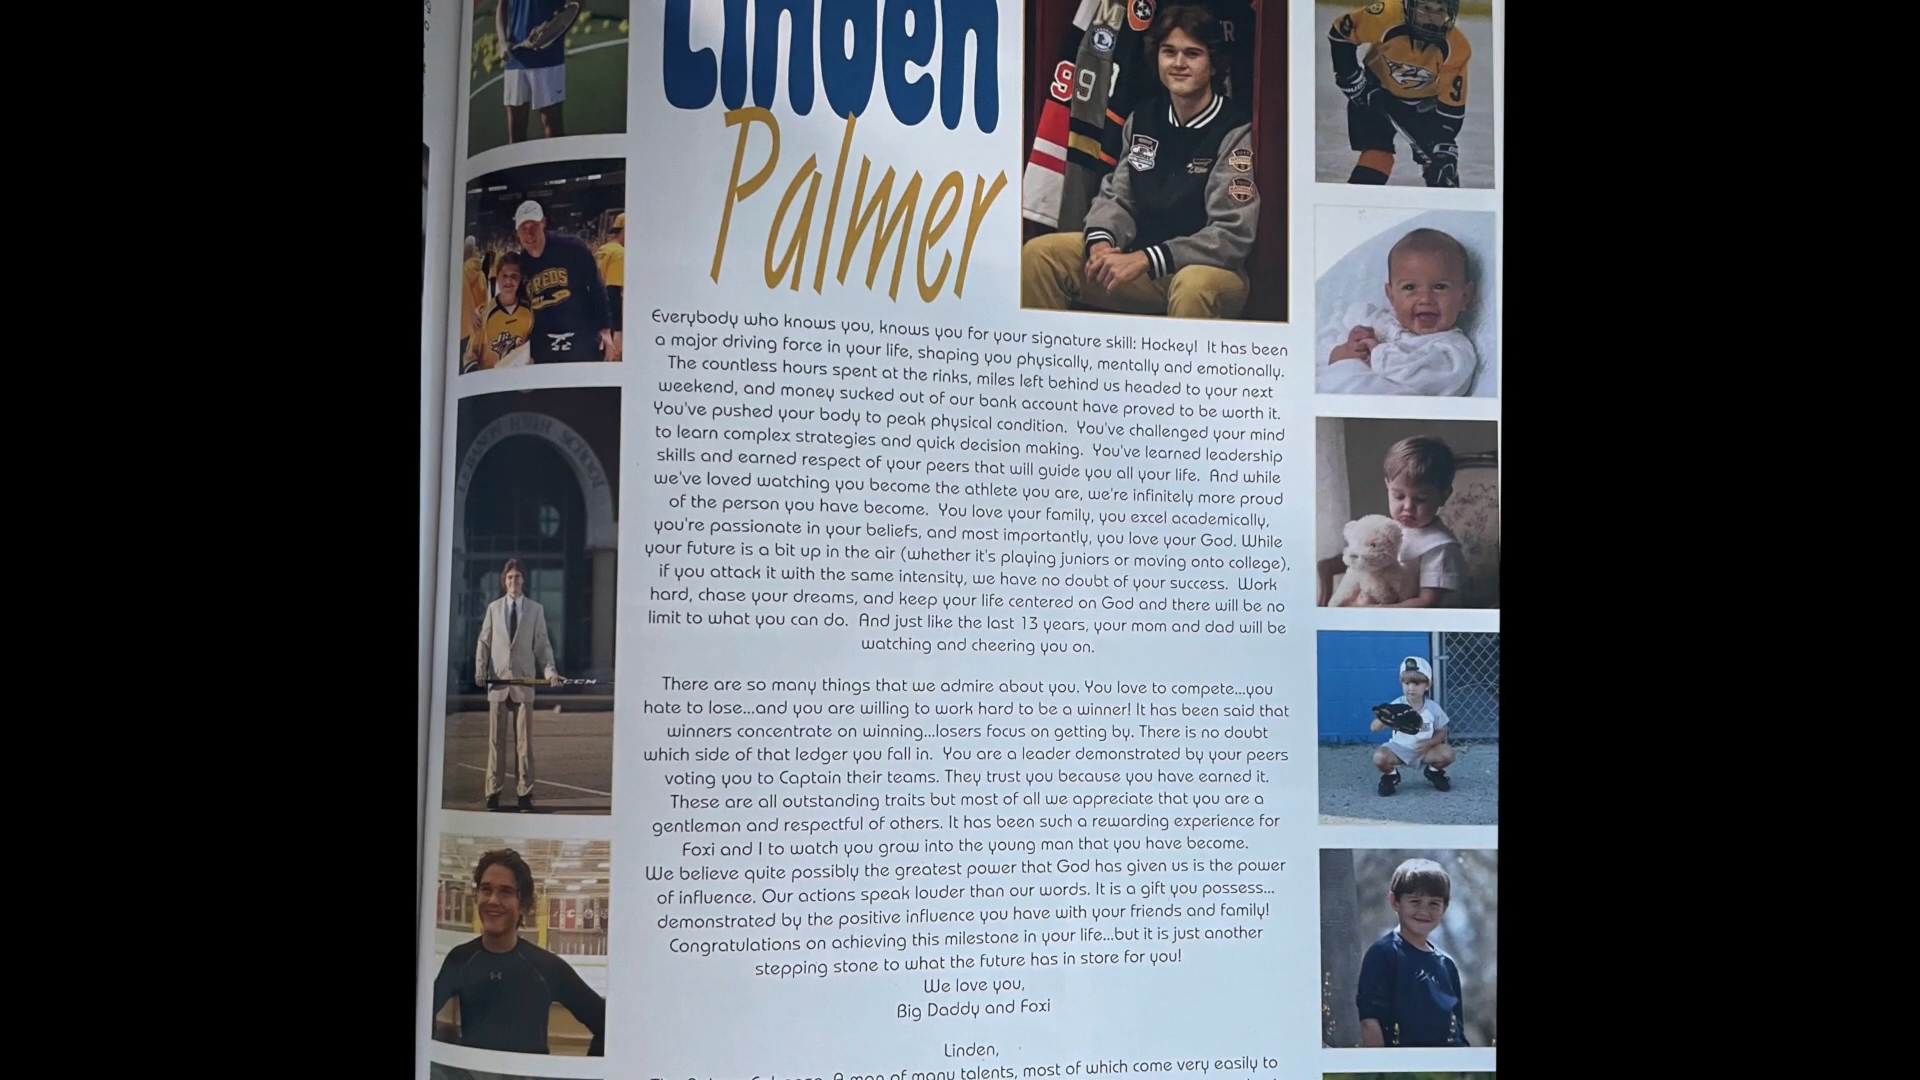 Linden
Palmer
Everybody who knows you, knows you for your signature skill: Hockey! It has been
a major driving force in your life, shaping you physically, mentally and emotionally.
The countless hours spent at the rinks, miles left behind us headed to your next
weekend, and money sucked out of our bank account have proved to be worth it.
You've pushed your body to peak physical condition. You've challenged your mind
to learn complex strategies and quick decision making. You've learned leadership
skills and earned respect of your peers that will guide you all your life. And while
we've loved watching you become the athlete you are, we're infinitely more proud
of the person you have become. You love your family, you excel academically,
you're passionate in your beliefs, and most importantly, you love your God. While
your future is a bit up in the air (whether it's playing juniors or moving onto college),
if you attack it with the same intensity, we have no doubt of your success. Work
hard, chase your dreams, and keep your life centered on God and there will be no
limit to what you can do. And just like the last 13 years, your mom and dad will be
watching and cheering you on.
There are so many things that we admire about you. You love to compete...you
hate to lose...and you are willing to work hard to be a winner! It has been said that
winners concentrate on winning...losers focus on getting by. There is no doubt
which side of that ledger you fall in. You are a leader demonstrated by your peers
voting you to Captain their teams. They trust you because you have earned it.
These are all outstanding traits but most of all we appreciate that you are a
gentleman and respectful of others. It has been such a rewarding experience for
Foxi and I to watch you grow into the young man that you have become.
We believe quite possibly the greatest power that God has given us is the power
of influence. Our actions speak louder than our words. It is a gift you possess...
demonstrated by the positive influence you have with your friends and family!
Congratulations on achieving this milestone in your life...but it is just another
stepping stone to what the future has in store for you!
We love you,
Big Daddy and Foxi
Linden,
A man of many talents, most of which come very easily to
M
R
9
9
9
PREDS
HIGH SCHOOL
CCM